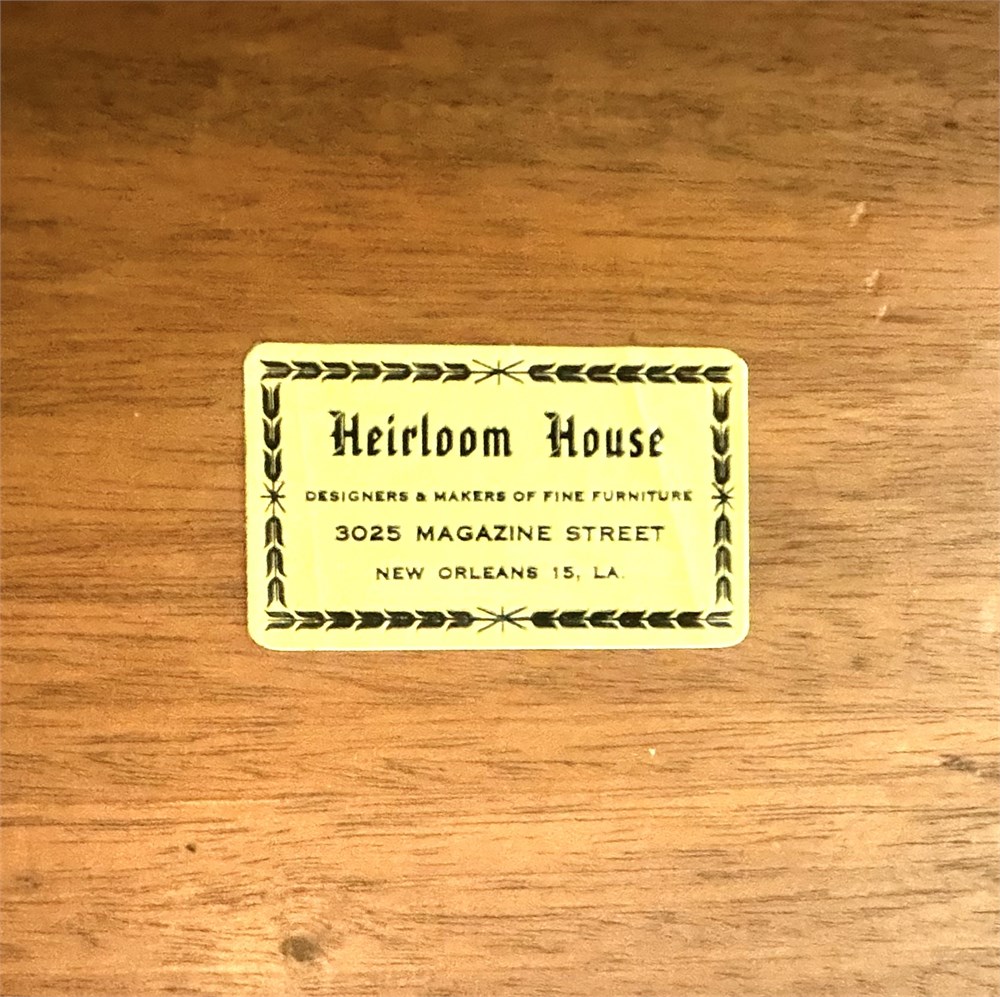 Heirloom House
DESIGNERS & MAKERS OF FINE FURNITURE
3025 MAGAZINE STREET
NEW ORLEANS 15, LA.